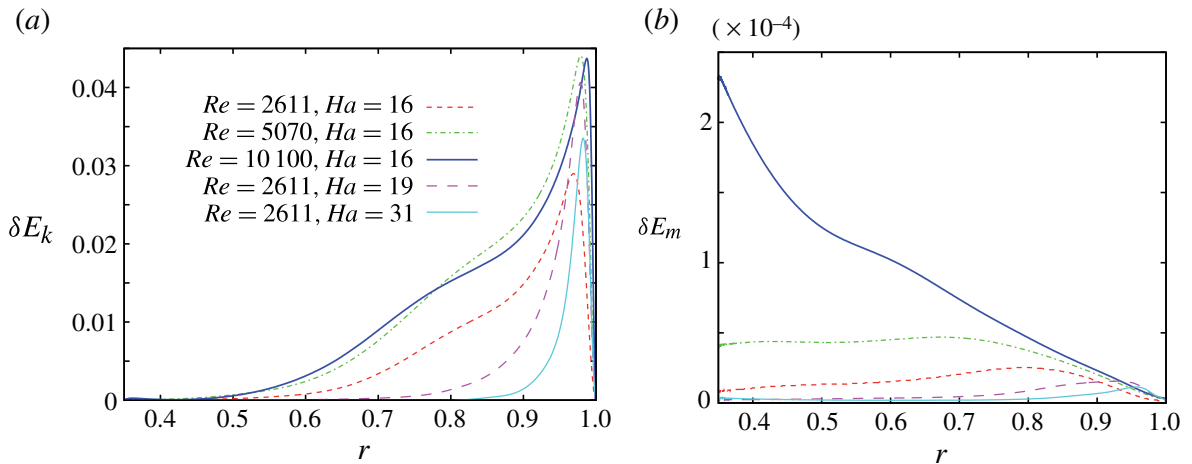 (a)
0.04
0.03
0.02
0.01
0
δE_k
Re = 2611, Ha = 16
Re = 5070, Ha = 16
Re = 10 100, Ha = 16
Re = 2611, Ha = 19
Re = 2611, Ha = 31
0.4 0.5 0.6 0.7 0.8 0.9 1.0
r
(b) (× 10⁻⁴)
2
1
0
δE_m
0.4 0.5 0.6 0.7 0.8 0.9 1.0
r